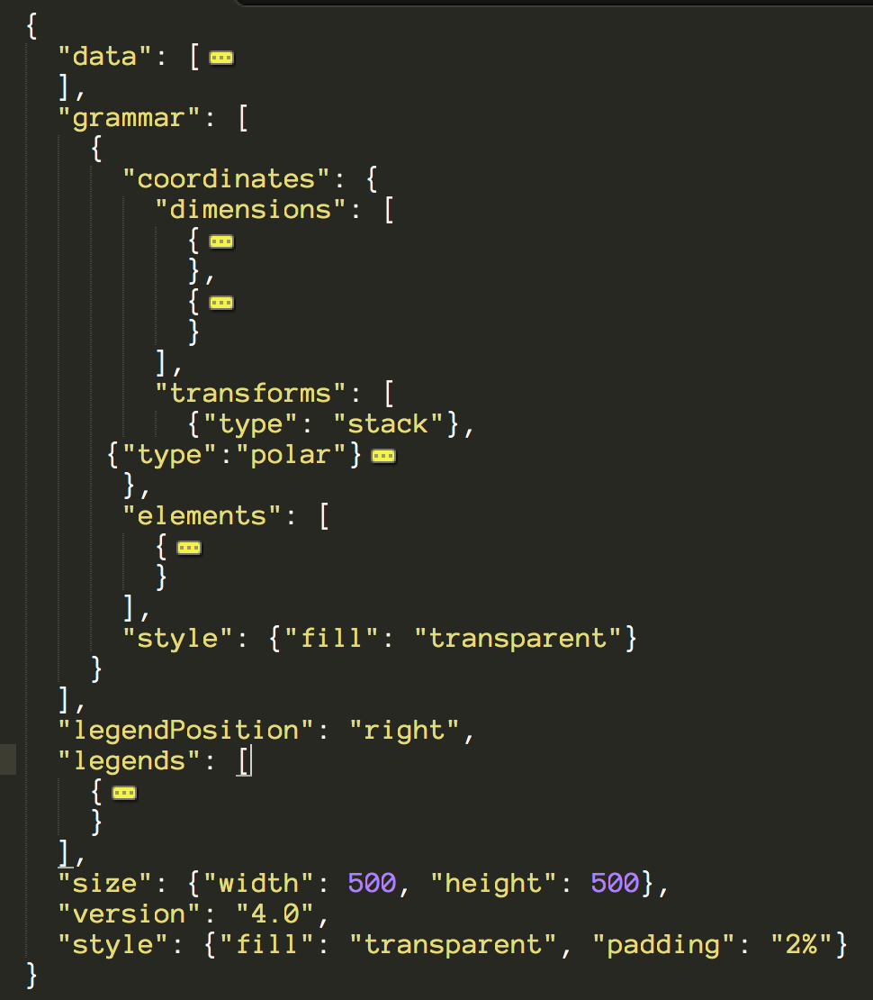 {
"data": [
],
"grammar": [
{
"coordinates": {
"dimensions": [
{
},
{
}
],
"transforms": [
{"type": "stack"},
{"type":"polar"}
},
"elements": [
{
}
],
"style": {"fill": "transparent"}
}
],
"legendPosition": "right",
"legends": [
{
}
],
"size": {"width": 500, "height": 500},
"version": "4.0",
"style": {"fill": "transparent", "padding": "2%"}
}